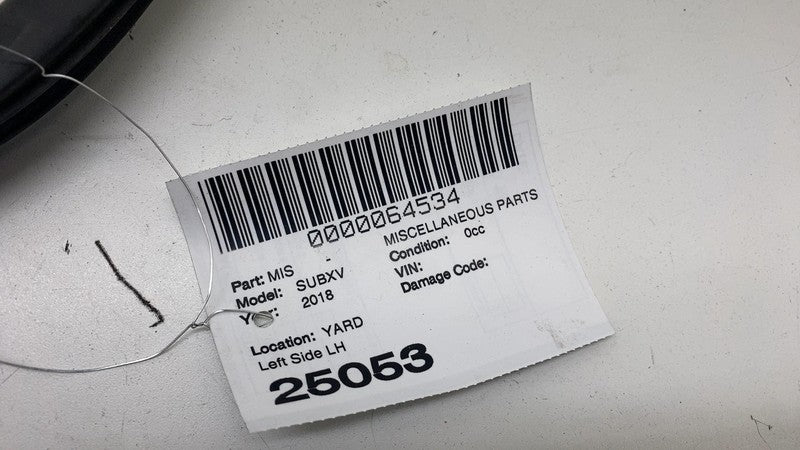 0000064534
Part: MIS - MISCELLANEOUS PARTS
Model: SUBXV Condition: 0cc
Year: 2018 VIN:
Damage Code:
Location: YARD
Left Side LH
25053